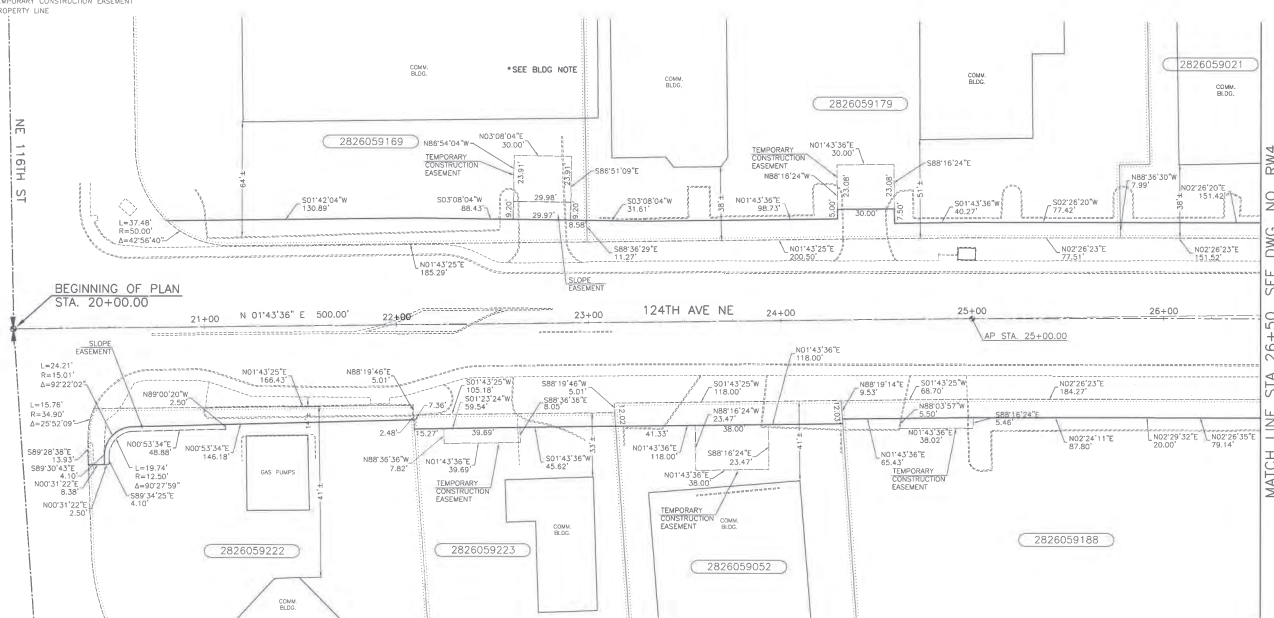 TEMPORARY CONSTRUCTION EASEMENT
PROPERTY LINE
NE 116TH ST
COMM.
BLDG.
*SEE BLDG NOTE
COMM.
BLDG.
2826059179
COMM.
BLDG.
2826059021
COMM.
BLDG.
2826059169
64'±
L=37.48'
R=50.00'
Δ=42°56'40"
S01°42'04"W
130.89'
S03°08'04"W
88.43'
N86°54'04"W
N03°08'04"E
30.00'
TEMPORARY
CONSTRUCTION
EASEMENT
23.91'
23.91'
S86°51'09"E
9.20'
29.98'
29.97'
9.20'
8.58'
S88°36'29"E
11.27'
SLOPE
EASEMENT
S03°08'04"W
31.61'
38'±
N01°43'36"E
98.73'
TEMPORARY
CONSTRUCTION
EASEMENT
N01°43'36"E
30.00'
N88°16'24"W
23.08'
23.08'
S88°16'24"E
5.00'
30.00'
7.50'
51'±
S01°43'36"W
40.27'
S02°26'20"W
77.42'
N88°36'30"W
7.99'
N02°26'20"E
151.42'
38'±
N01°43'25"E
185.29'
N01°43'25"E
200.50'
N02°26'23"E
77.51'
N02°26'23"E
151.52'
BEGINNING OF PLAN
STA. 20+00.00
21+00
N 01°43'36" E 500.00'
22+00
23+00
124TH AVE NE
24+00
25+00
26+00
AP STA. 25+00.00
MATCH LINE STA 26+50 SEE DWG NO. RW4
SLOPE
EASEMENT
L=24.21'
R=15.01'
Δ=92°22'02"
N89°00'20"W
2.50'
N01°43'25"E
166.43'
14'±
N88°19'46"E
5.01'
7.36'
2.48'
15.27'
S01°43'25"W
105.18'
S01°23'24"W
59.54'
S88°36'36"E
8.05'
39.69'
S88°19'46"W
5.01'
12.02'
33'±
S01°43'25"W
118.00'
N01°43'36"E
118.00'
N88°16'24"W
23.47'
41.33'
38.00'
41'±
12.03'
N88°19'14"E
9.53'
S01°43'25"W
68.70'
N88°03'57"W
5.50'
N02°26'23"E
184.27'
S88°16'24"E
5.46'
L=15.76'
R=34.90'
Δ=25°52'09"
S89°28'38"E
13.93'
S89°30'43"E
4.10'
N00°31'22"E
8.38'
N00°31'22"E
2.50'
S89°34'25"E
4.10'
L=19.74'
R=12.50'
Δ=90°27'59"
N00°53'34"E
48.88'
N00°53'34"E
146.18'
GAS PUMPS
41'±
N88°36'36"W
7.82'
N01°43'36"E
39.69'
TEMPORARY
CONSTRUCTION
EASEMENT
S01°43'36"W
45.62'
N01°43'36"E
118.00'
S88°16'24"E
23.47'
N01°43'36"E
38.00'
TEMPORARY
CONSTRUCTION
EASEMENT
N01°43'36"E
65.43'
N01°43'36"E
38.02'
TEMPORARY
CONSTRUCTION
EASEMENT
N02°24'11"E
87.80'
N02°29'32"E
20.00'
N02°26'35"E
79.14'
COMM.
BLDG.
COMM.
BLDG.
2826059222
2826059223
2826059052
2826059188
COMM.
BLDG.